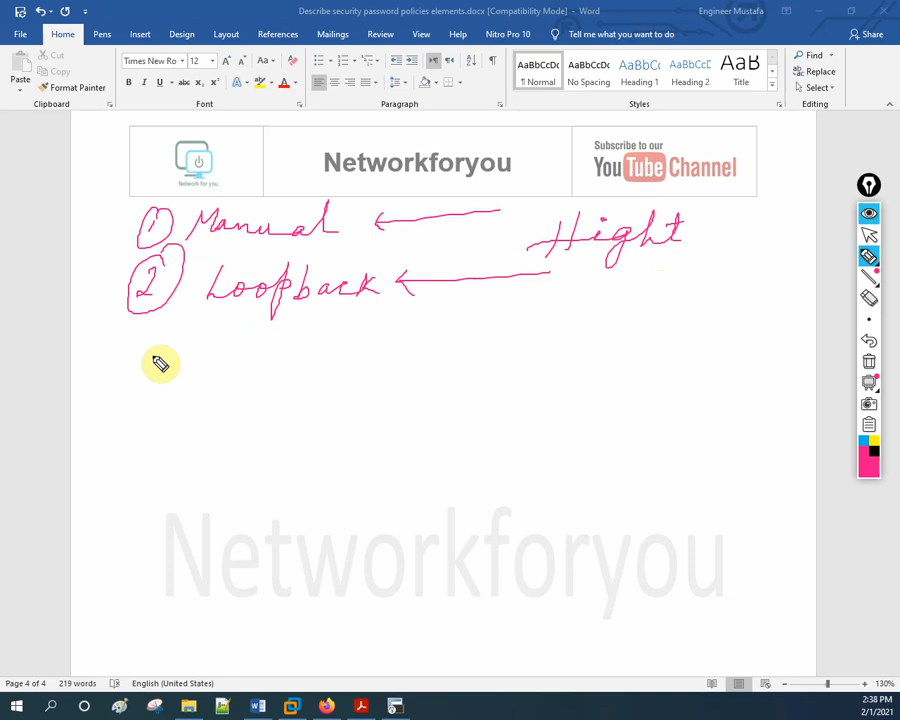 Describe security password policies elements.docx [Compatibility Mode] - Word
Engineer Mustafa
File Home Pens Insert Design Layout References Mailings Review View Help Nitro Pro 10 Tell me what you want to do Share
Paste
Cut
Copy
Format Painter
Clipboard
Times New Ro 12
B I U
Font
Paragraph
AaBbCcDc AaBbCcDc AaBbCc AaBbCcD AaB
¶ Normal No Spacing Heading 1 Heading 2 Title
Styles
Find
Replace
Select
Editing
Network for you
Networkforyou
Subscribe to our
YouTube Channel
1 Manual
Hight
2 Loopback
Networkforyou
Page 4 of 4 219 words English (United States) 130%
2:38 PM
2/1/2021